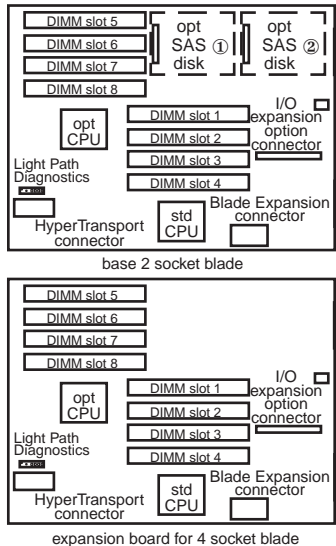 DIMM slot 5
DIMM slot 6
DIMM slot 7
DIMM slot 8
opt
SAS ①
disk
opt
SAS ②
disk
opt
CPU
DIMM slot 1
DIMM slot 2
DIMM slot 3
DIMM slot 4
I/O
expansion
option
connector
Light Path
Diagnostics
HyperTransport
connector
std
CPU
Blade Expansion
connector
base 2 socket blade
DIMM slot 5
DIMM slot 6
DIMM slot 7
DIMM slot 8
opt
CPU
DIMM slot 1
DIMM slot 2
DIMM slot 3
DIMM slot 4
I/O
expansion
option
connector
Light Path
Diagnostics
HyperTransport
connector
std
CPU
Blade Expansion
connector
expansion board for 4 socket blade